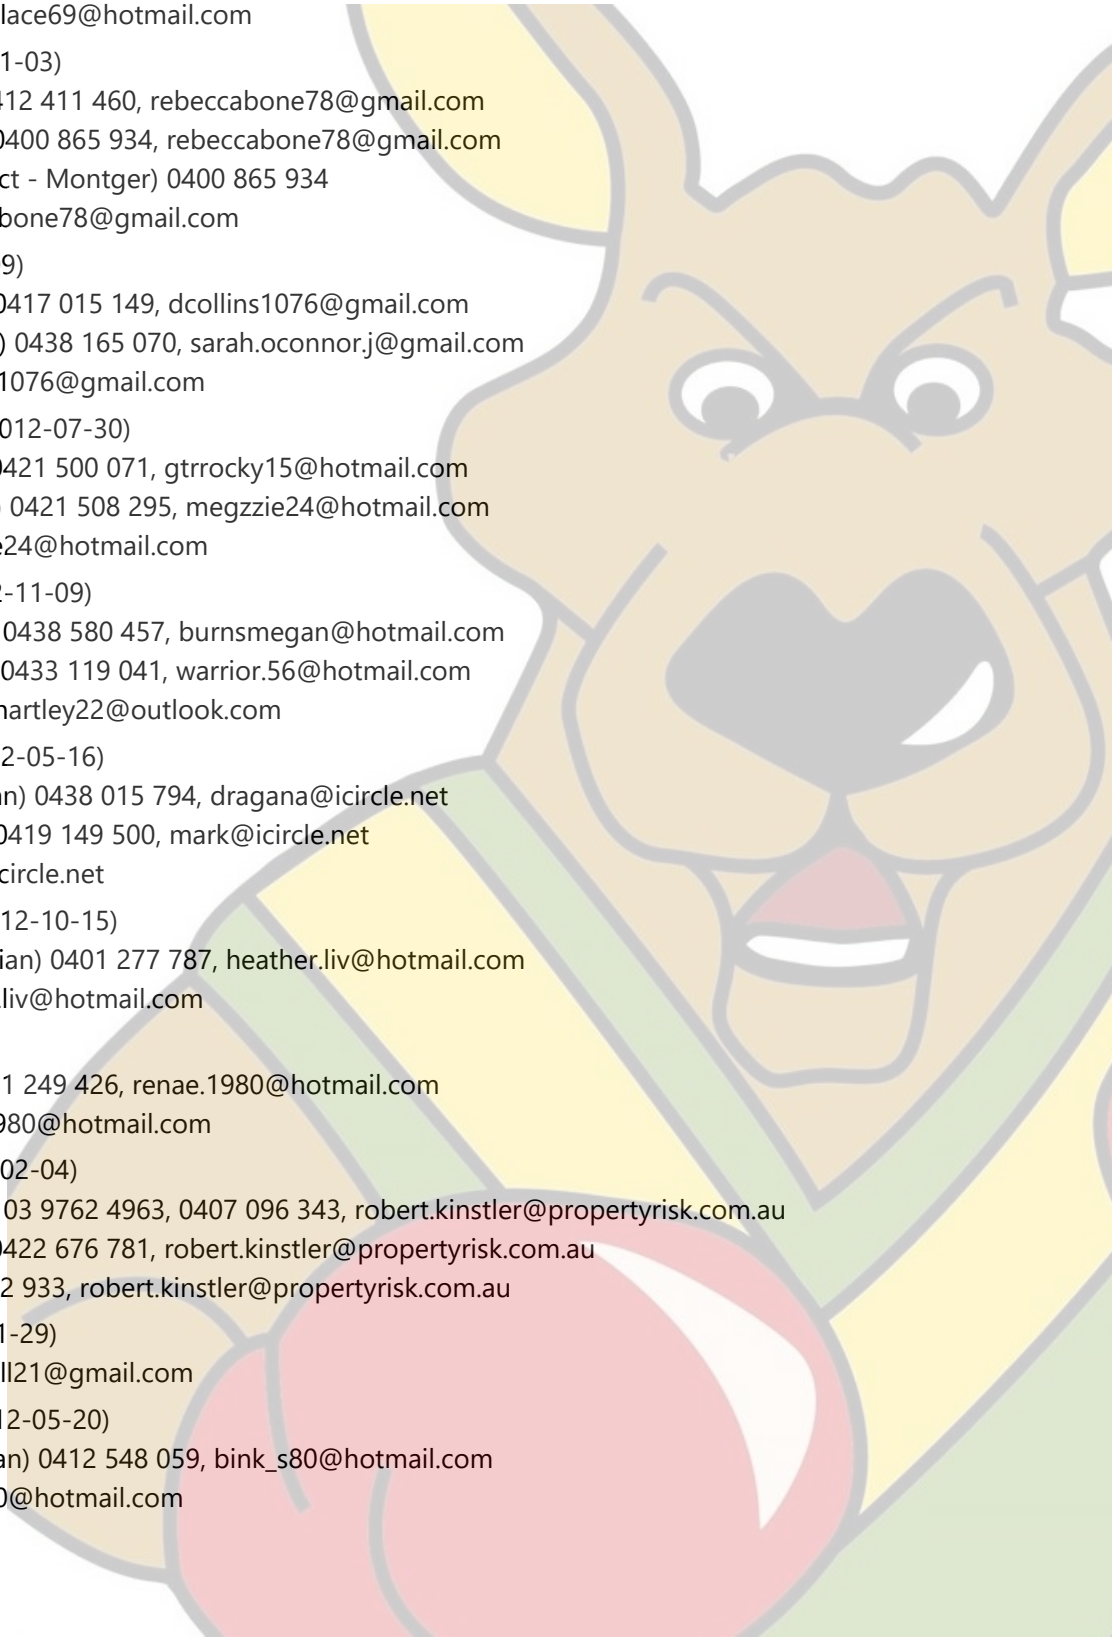 lace69@hotmail.com
1-03)
412 411 460, rebeccabone78@gmail.com
0400 865 934, rebeccabone78@gmail.com
ct - Montger) 0400 865 934
bone78@gmail.com
9)
0417 015 149, dcollins1076@gmail.com
) 0438 165 070, sarah.oconnor.j@gmail.com
1076@gmail.com
012-07-30)
0421 500 071, gtrrocky15@hotmail.com
) 0421 508 295, megzzie24@hotmail.com
e24@hotmail.com
2-11-09)
0438 580 457, burnsmegan@hotmail.com
0433 119 041, warrior.56@hotmail.com
hartley22@outlook.com
2-05-16)
an) 0438 015 794, dragana@icircle.net
0419 149 500, mark@icircle.net
circle.net
12-10-15)
ian) 0401 277 787, heather.liv@hotmail.com
.liv@hotmail.com
1 249 426, renae.1980@hotmail.com
980@hotmail.com
02-04)
03 9762 4963, 0407 096 343, robert.kinstler@propertyrisk.com.au
0422 676 781, robert.kinstler@propertyrisk.com.au
2 933, robert.kinstler@propertyrisk.com.au
1-29)
ll21@gmail.com
12-05-20)
an) 0412 548 059, bink_s80@hotmail.com
0@hotmail.com